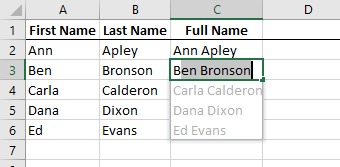 A B C D
1 First Name Last Name Full Name
2 Ann Apley Ann Apley
3 Ben Bronson Ben Bronson
4 Carla Calderon Carla Calderon
5 Dana Dixon Dana Dixon
6 Ed Evans Ed Evans